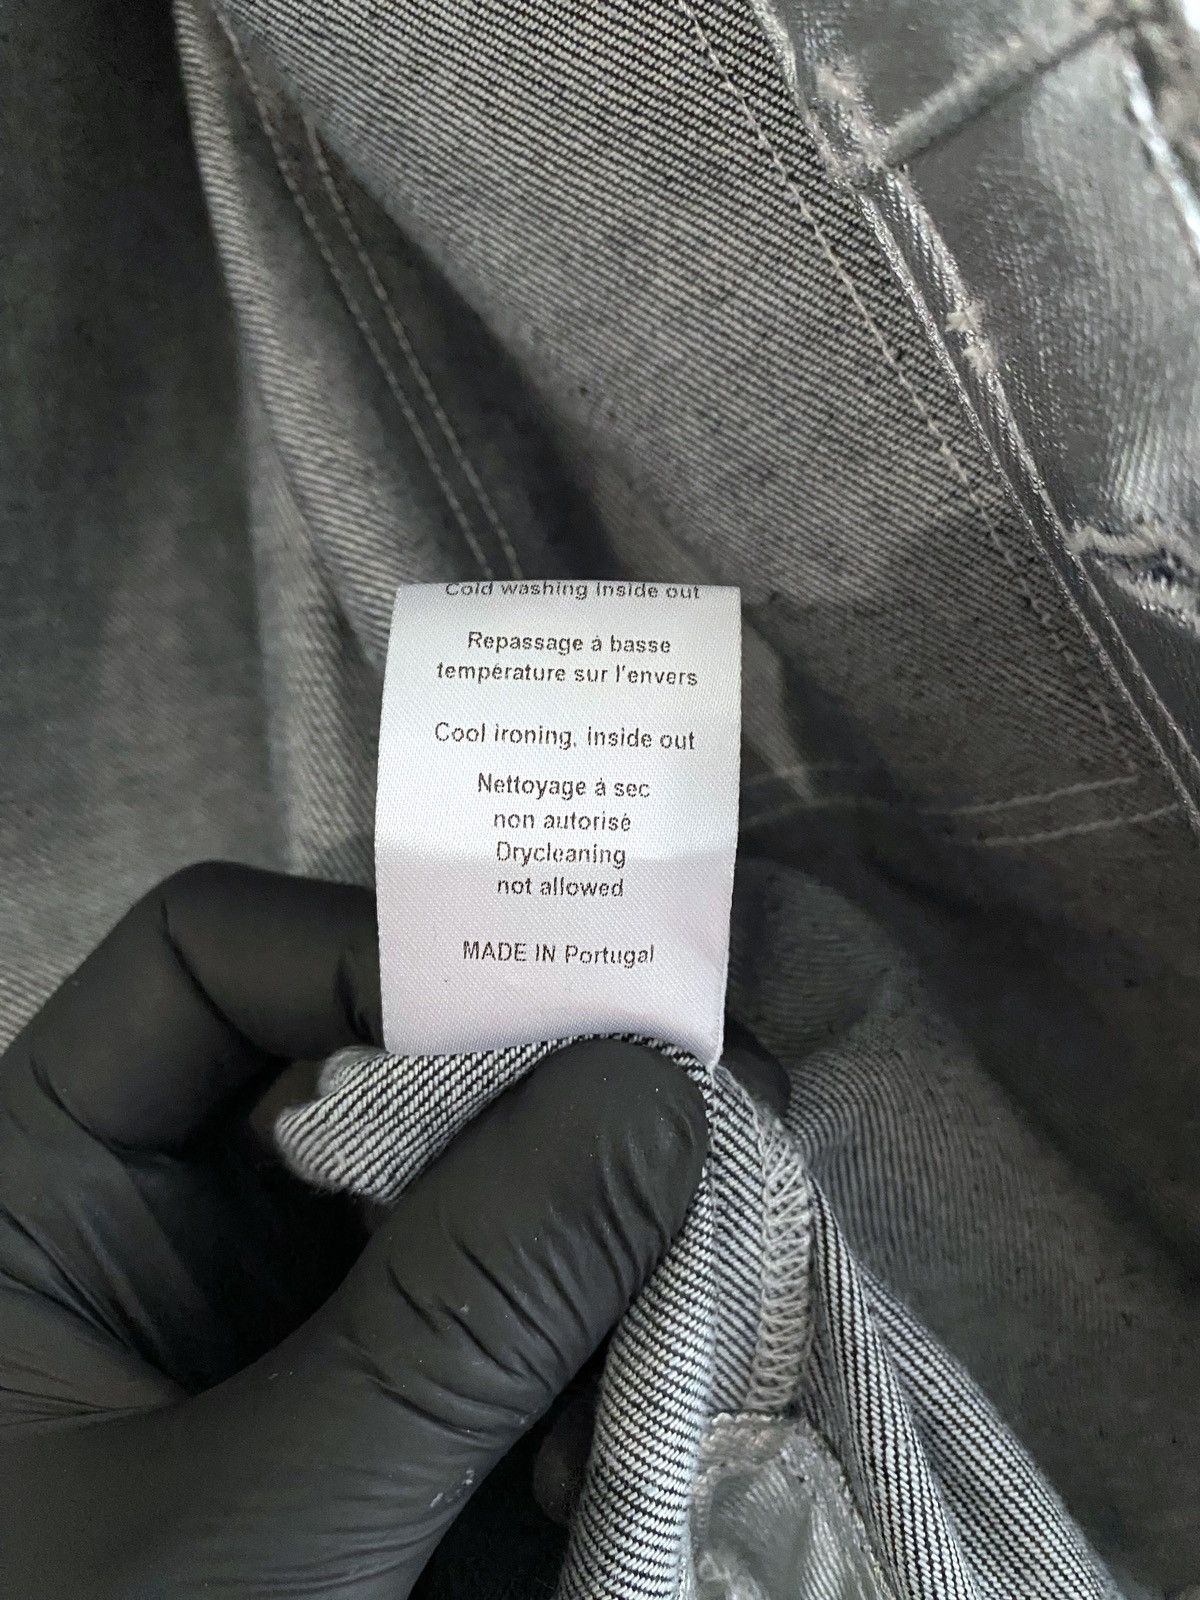 Cold washing inside out
Repassage à basse
température sur l'envers
Cool ironing, inside out
Nettoyage à sec
non autorisé
Drycleaning
not allowed
MADE IN Portugal